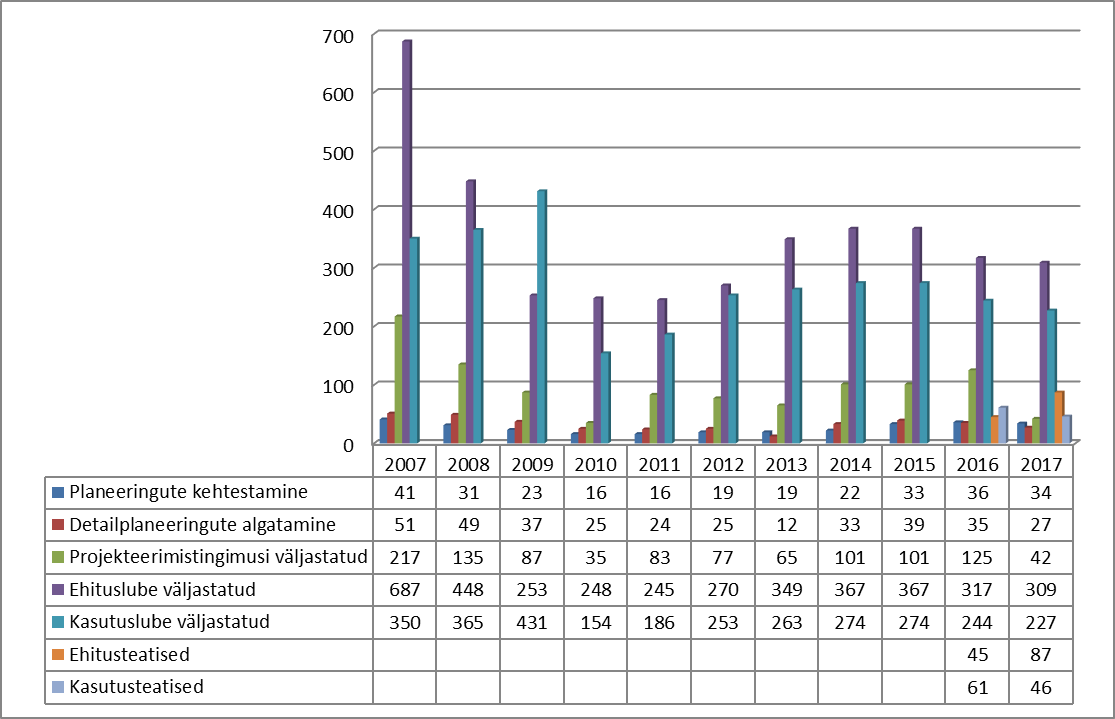 700
600
500
400
300
200
100
0
2007 2008 2009 2010 2011 2012 2013 2014 2015 2016 2017
Planeeringute kehtestamine 41 31 23 16 16 19 19 22 33 36 34
Detailplaneeringute algatamine 51 49 37 25 24 25 12 33 39 35 27
Projekteerimistingimusi väljastatud 217 135 87 35 83 77 65 101 101 125 42
Ehituslube väljastatud 687 448 253 248 245 270 349 367 367 317 309
Kasutuslube väljastatud 350 365 431 154 186 253 263 274 274 244 227
Ehitusteatised 45 87
Kasutusteatised 61 46